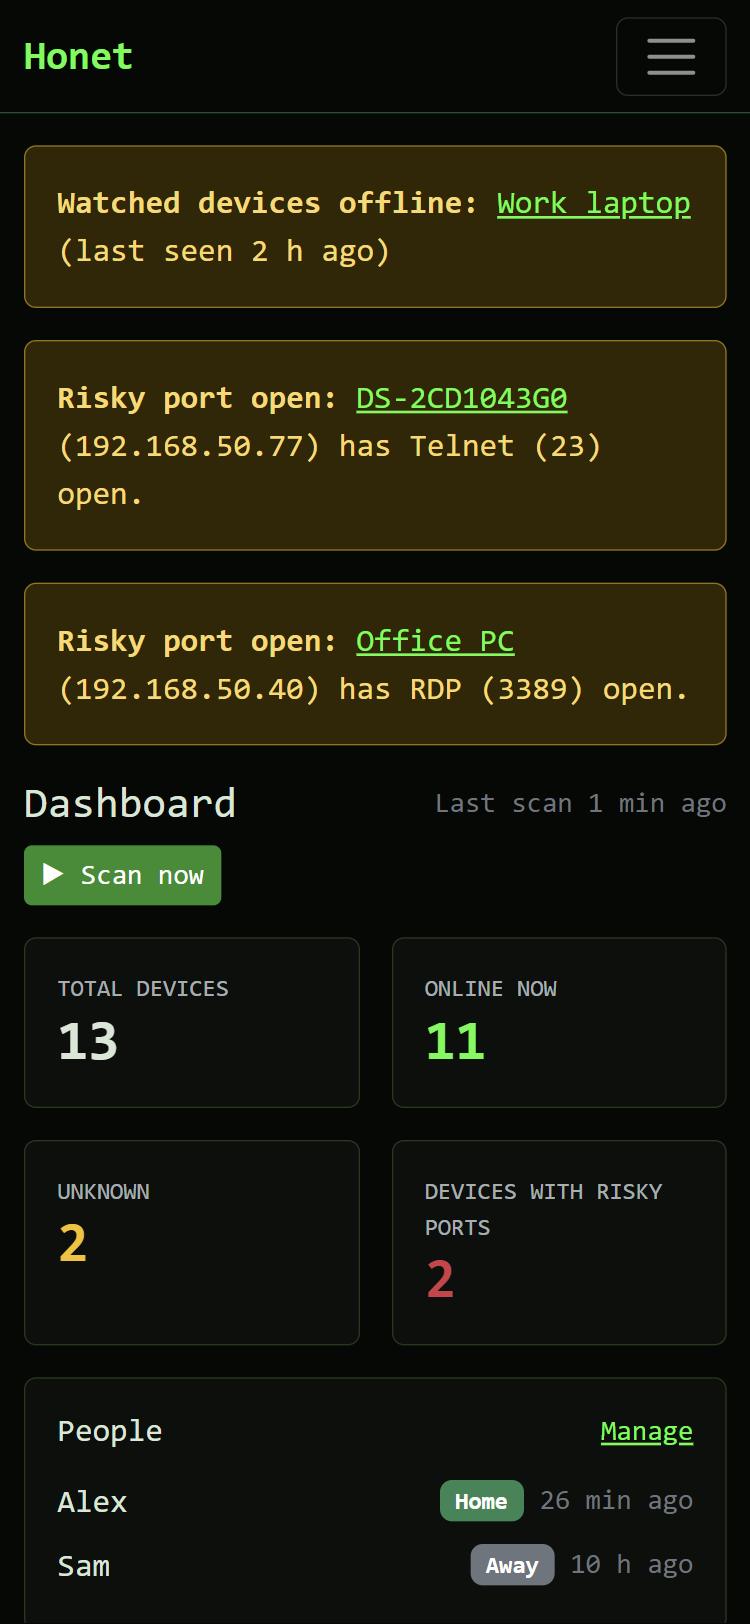 Honet
Watched devices offline: Work laptop
(last seen 2 h ago)
Risky port open: DS-2CD1043G0
(192.168.50.77) has Telnet (23)
open.
Risky port open: Office PC
(192.168.50.40) has RDP (3389) open.
Dashboard
Last scan 1 min ago
Scan now
TOTAL DEVICES
13
ONLINE NOW
11
UNKNOWN
2
DEVICES WITH RISKY
PORTS
2
People
Manage
Alex
Home 26 min ago
Sam
Away 10 h ago